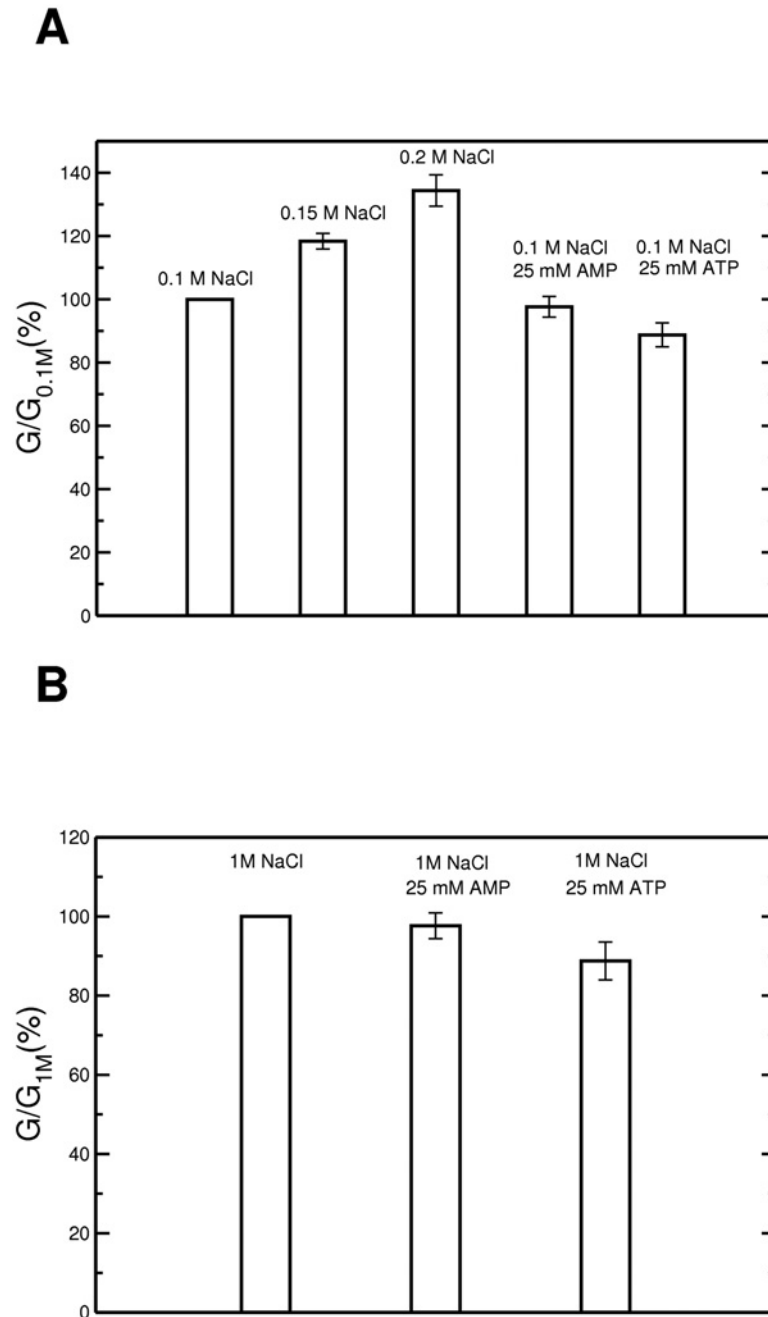 A
0.2 M NaCl
0.15 M NaCl
0.1 M NaCl
0.1 M NaCl
25 mM AMP
0.1 M NaCl
25 mM ATP
G/G0.1M(%)
140
120
100
80
60
40
20
0
B
1M NaCl
1M NaCl
25 mM AMP
1M NaCl
25 mM ATP
G/G1M(%)
120
100
80
60
40
20
0